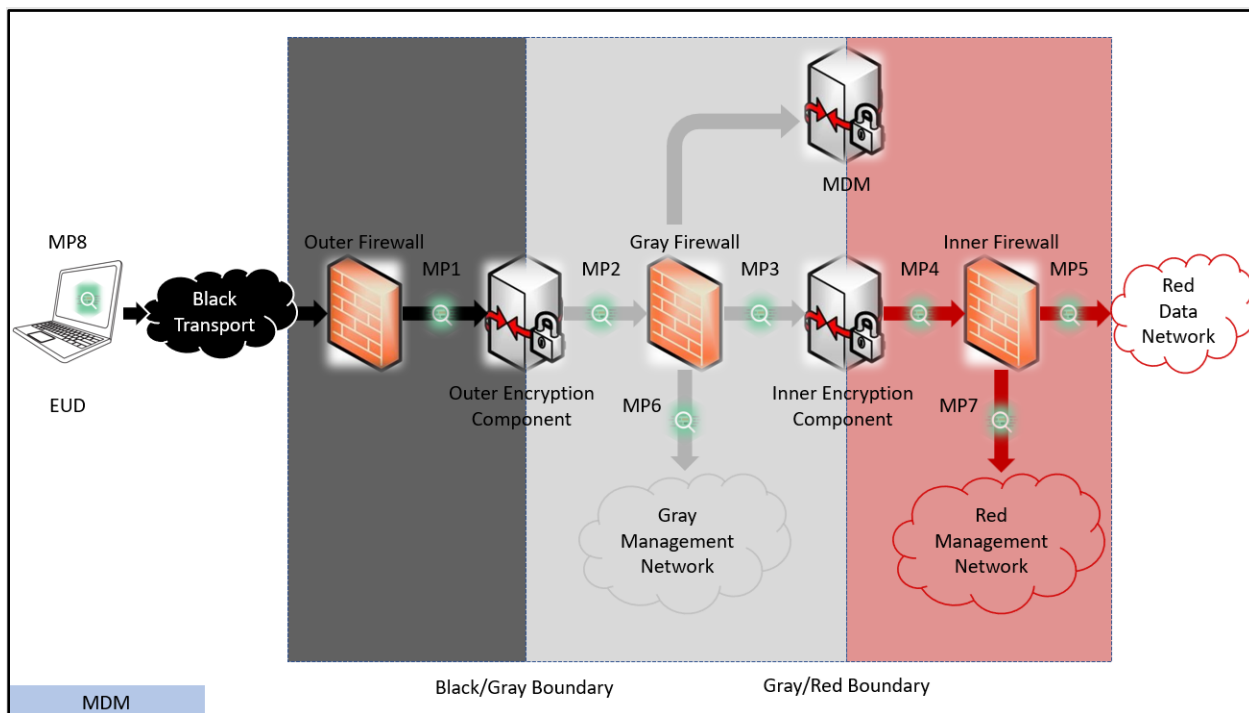 MDM
MP8
Outer Firewall
Gray Firewall
Inner Firewall
MP1
MP2
MP3
MP4
MP5
Black
Transport
Red
Data
Network
EUD
Outer Encryption
Component
MP6
Inner Encryption
Component
MP7
Gray
Management
Network
Red
Management
Network
Black/Gray Boundary
Gray/Red Boundary
MDM